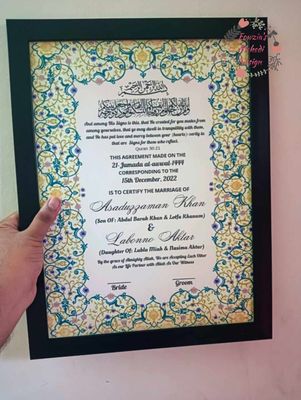 Fowzia's
Mehedi
Design
And among His Signs is this, that He created for you mates from
among yourselves, that ye may dwell in tranquility with them,
and He has put love and mercy between your (hearts): verily in
that are Signs for those who reflect.
Quran 30:21
THIS AGREEMENT MADE ON THE
21-Jumada al-awwal-1444
CORRESPONDING TO THE
15th December, 2022
IS TO CERTIFY THE MARRIAGE OF
Asaduzzaman Khan
(Son Of: Abdul Barak Khan & Lotfa Khanam)
&
Labonno Aktar
(Daughter Of: Lablu Miah & Nasima Aktar)
By the grace of Almighty Allah, We are Accepting Each Other
As our Life Partner with Allah As Our Witness
Bride Groom